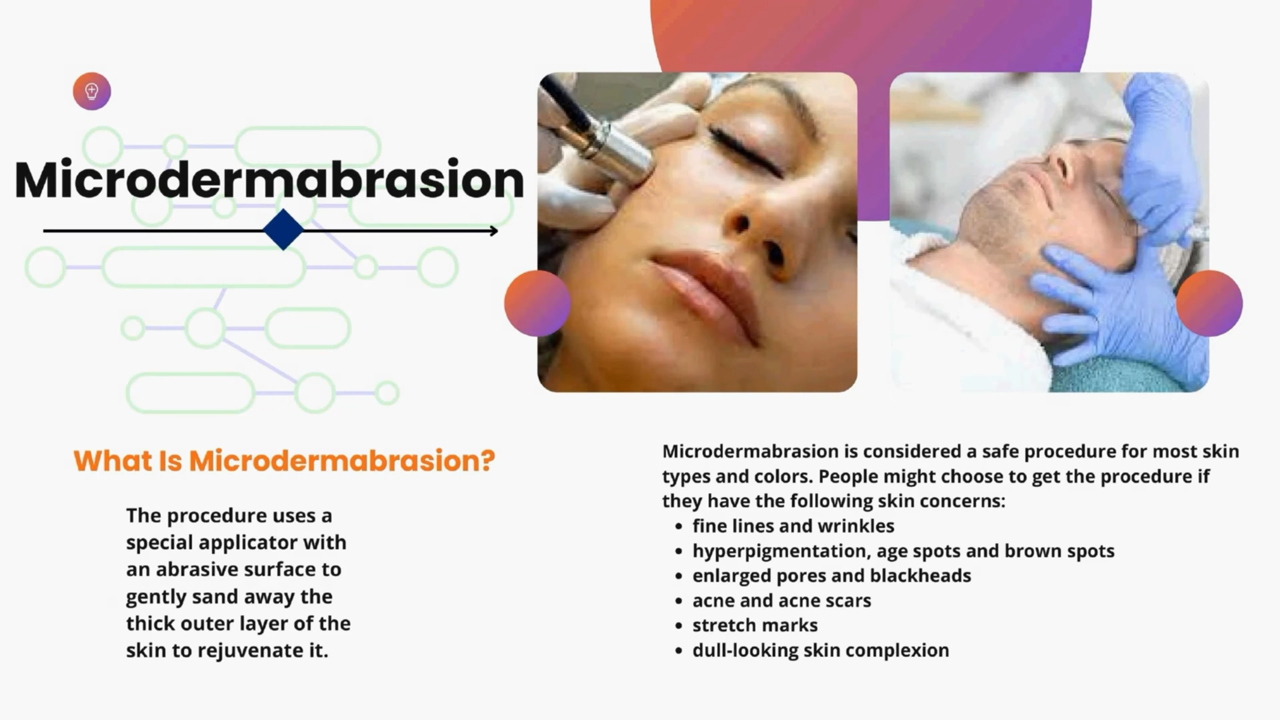 Microdermabrasion
What Is Microdermabrasion?
The procedure uses a
special applicator with
an abrasive surface to
gently sand away the
thick outer layer of the
skin to rejuvenate it.
Microdermabrasion is considered a safe procedure for most skin
types and colors. People might choose to get the procedure if
they have the following skin concerns:
• fine lines and wrinkles
• hyperpigmentation, age spots and brown spots
• enlarged pores and blackheads
• acne and acne scars
• stretch marks
• dull-looking skin complexion